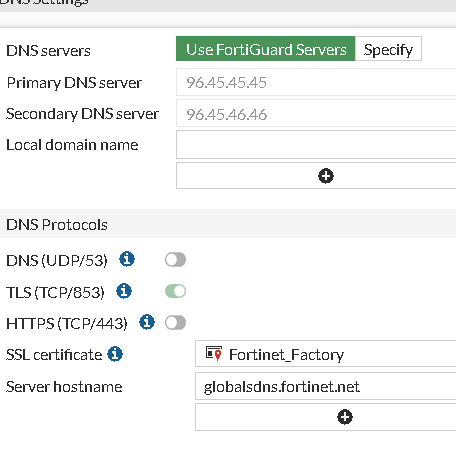 DNS Settings
DNS servers Use FortiGuard Servers Specify
Primary DNS server 96.45.45.45
Secondary DNS server 96.45.46.46
Local domain name
DNS Protocols
DNS (UDP/53)
TLS (TCP/853)
HTTPS (TCP/443)
SSL certificate Fortinet_Factory
Server hostname globalsdns.fortinet.net